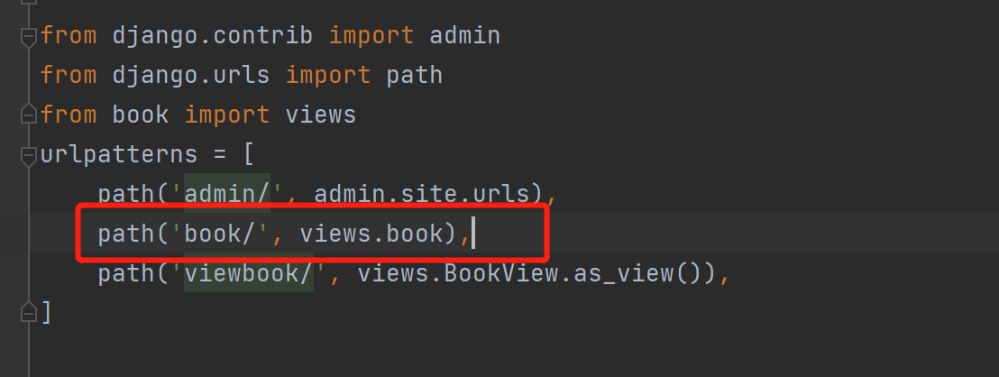 from django.contrib import admin
from django.urls import path
from book import views
urlpatterns = [
    path('admin/', admin.site.urls),
    path('book/', views.book),
    path('viewbook/', views.BookView.as_view()),
]